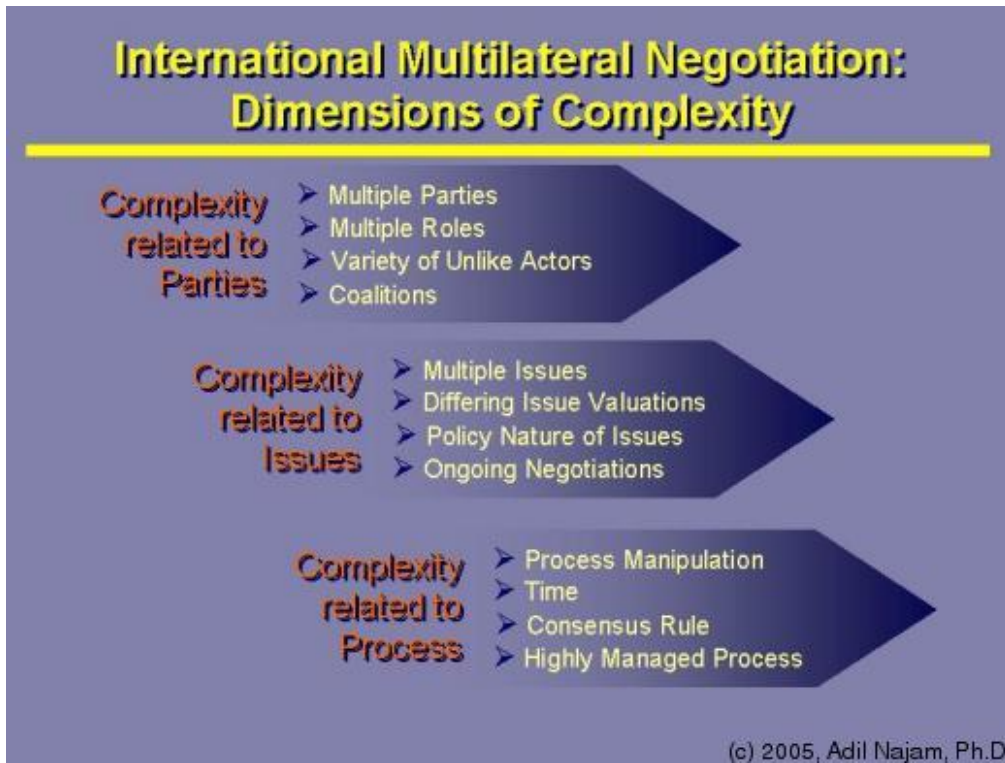 International Multilateral Negotiation:
Dimensions of Complexity
Complexity
related to
Parties
Multiple Parties
Multiple Roles
Variety of Unlike Actors
Coalitions
Complexity
related to
Issues
Multiple Issues
Differing Issue Valuations
Policy Nature of Issues
Ongoing Negotiations
Complexity
related to
Process
Process Manipulation
Time
Consensus Rule
Highly Managed Process
(c) 2005, Adil Najam, Ph.D